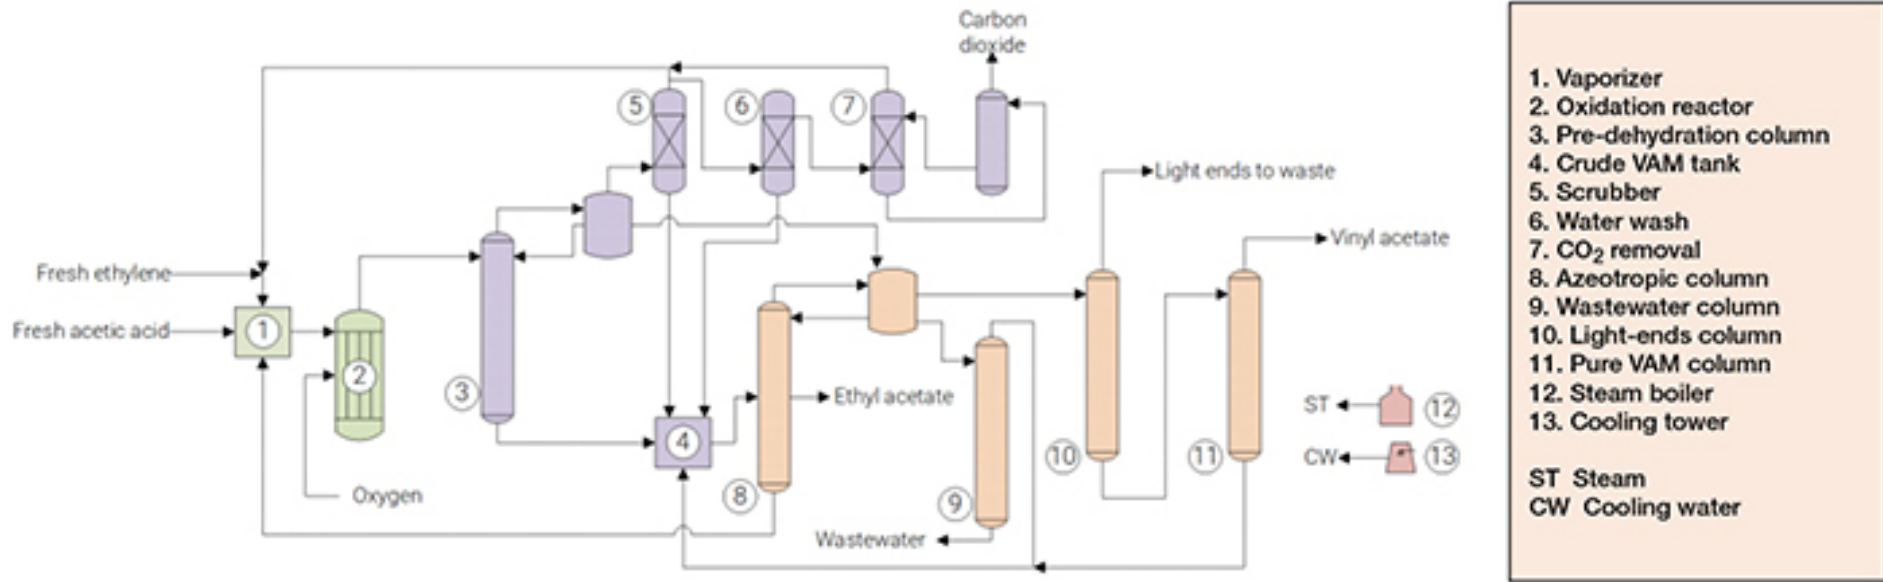 Carbon
dioxide
5
6
7
Light ends to waste
Vinyl acetate
Fresh ethylene
Fresh acetic acid
1
2
3
Ethyl acetate
4
ST
12
CW
13
10
11
Oxygen
8
9
Wastewater
1. Vaporizer
2. Oxidation reactor
3. Pre-dehydration column
4. Crude VAM tank
5. Scrubber
6. Water wash
7. CO₂ removal
8. Azeotropic column
9. Wastewater column
10. Light-ends column
11. Pure VAM column
12. Steam boiler
13. Cooling tower
ST Steam
CW Cooling water